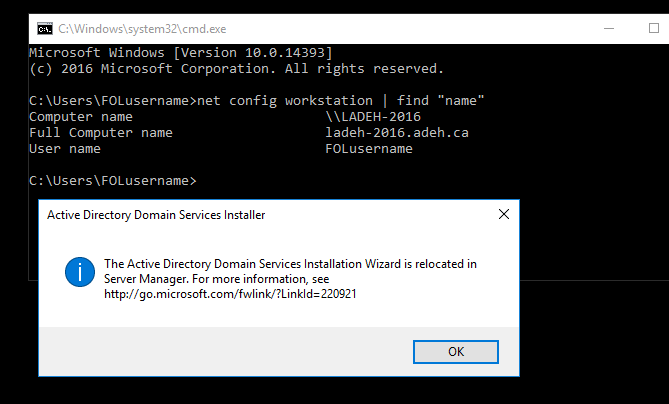 C:\Windows\system32\cmd.exe
Microsoft Windows [Version 10.0.14393]
(c) 2016 Microsoft Corporation. All rights reserved.
C:\Users\FOLusername>net config workstation | find "name"
Computer name \\LADEH-2016
Full Computer name ladeh-2016.adeh.ca
User name FOLusername
C:\Users\FOLusername>
Active Directory Domain Services Installer
The Active Directory Domain Services Installation Wizard is relocated in
Server Manager. For more information, see
http://go.microsoft.com/fwlink/?LinkId=220921
OK